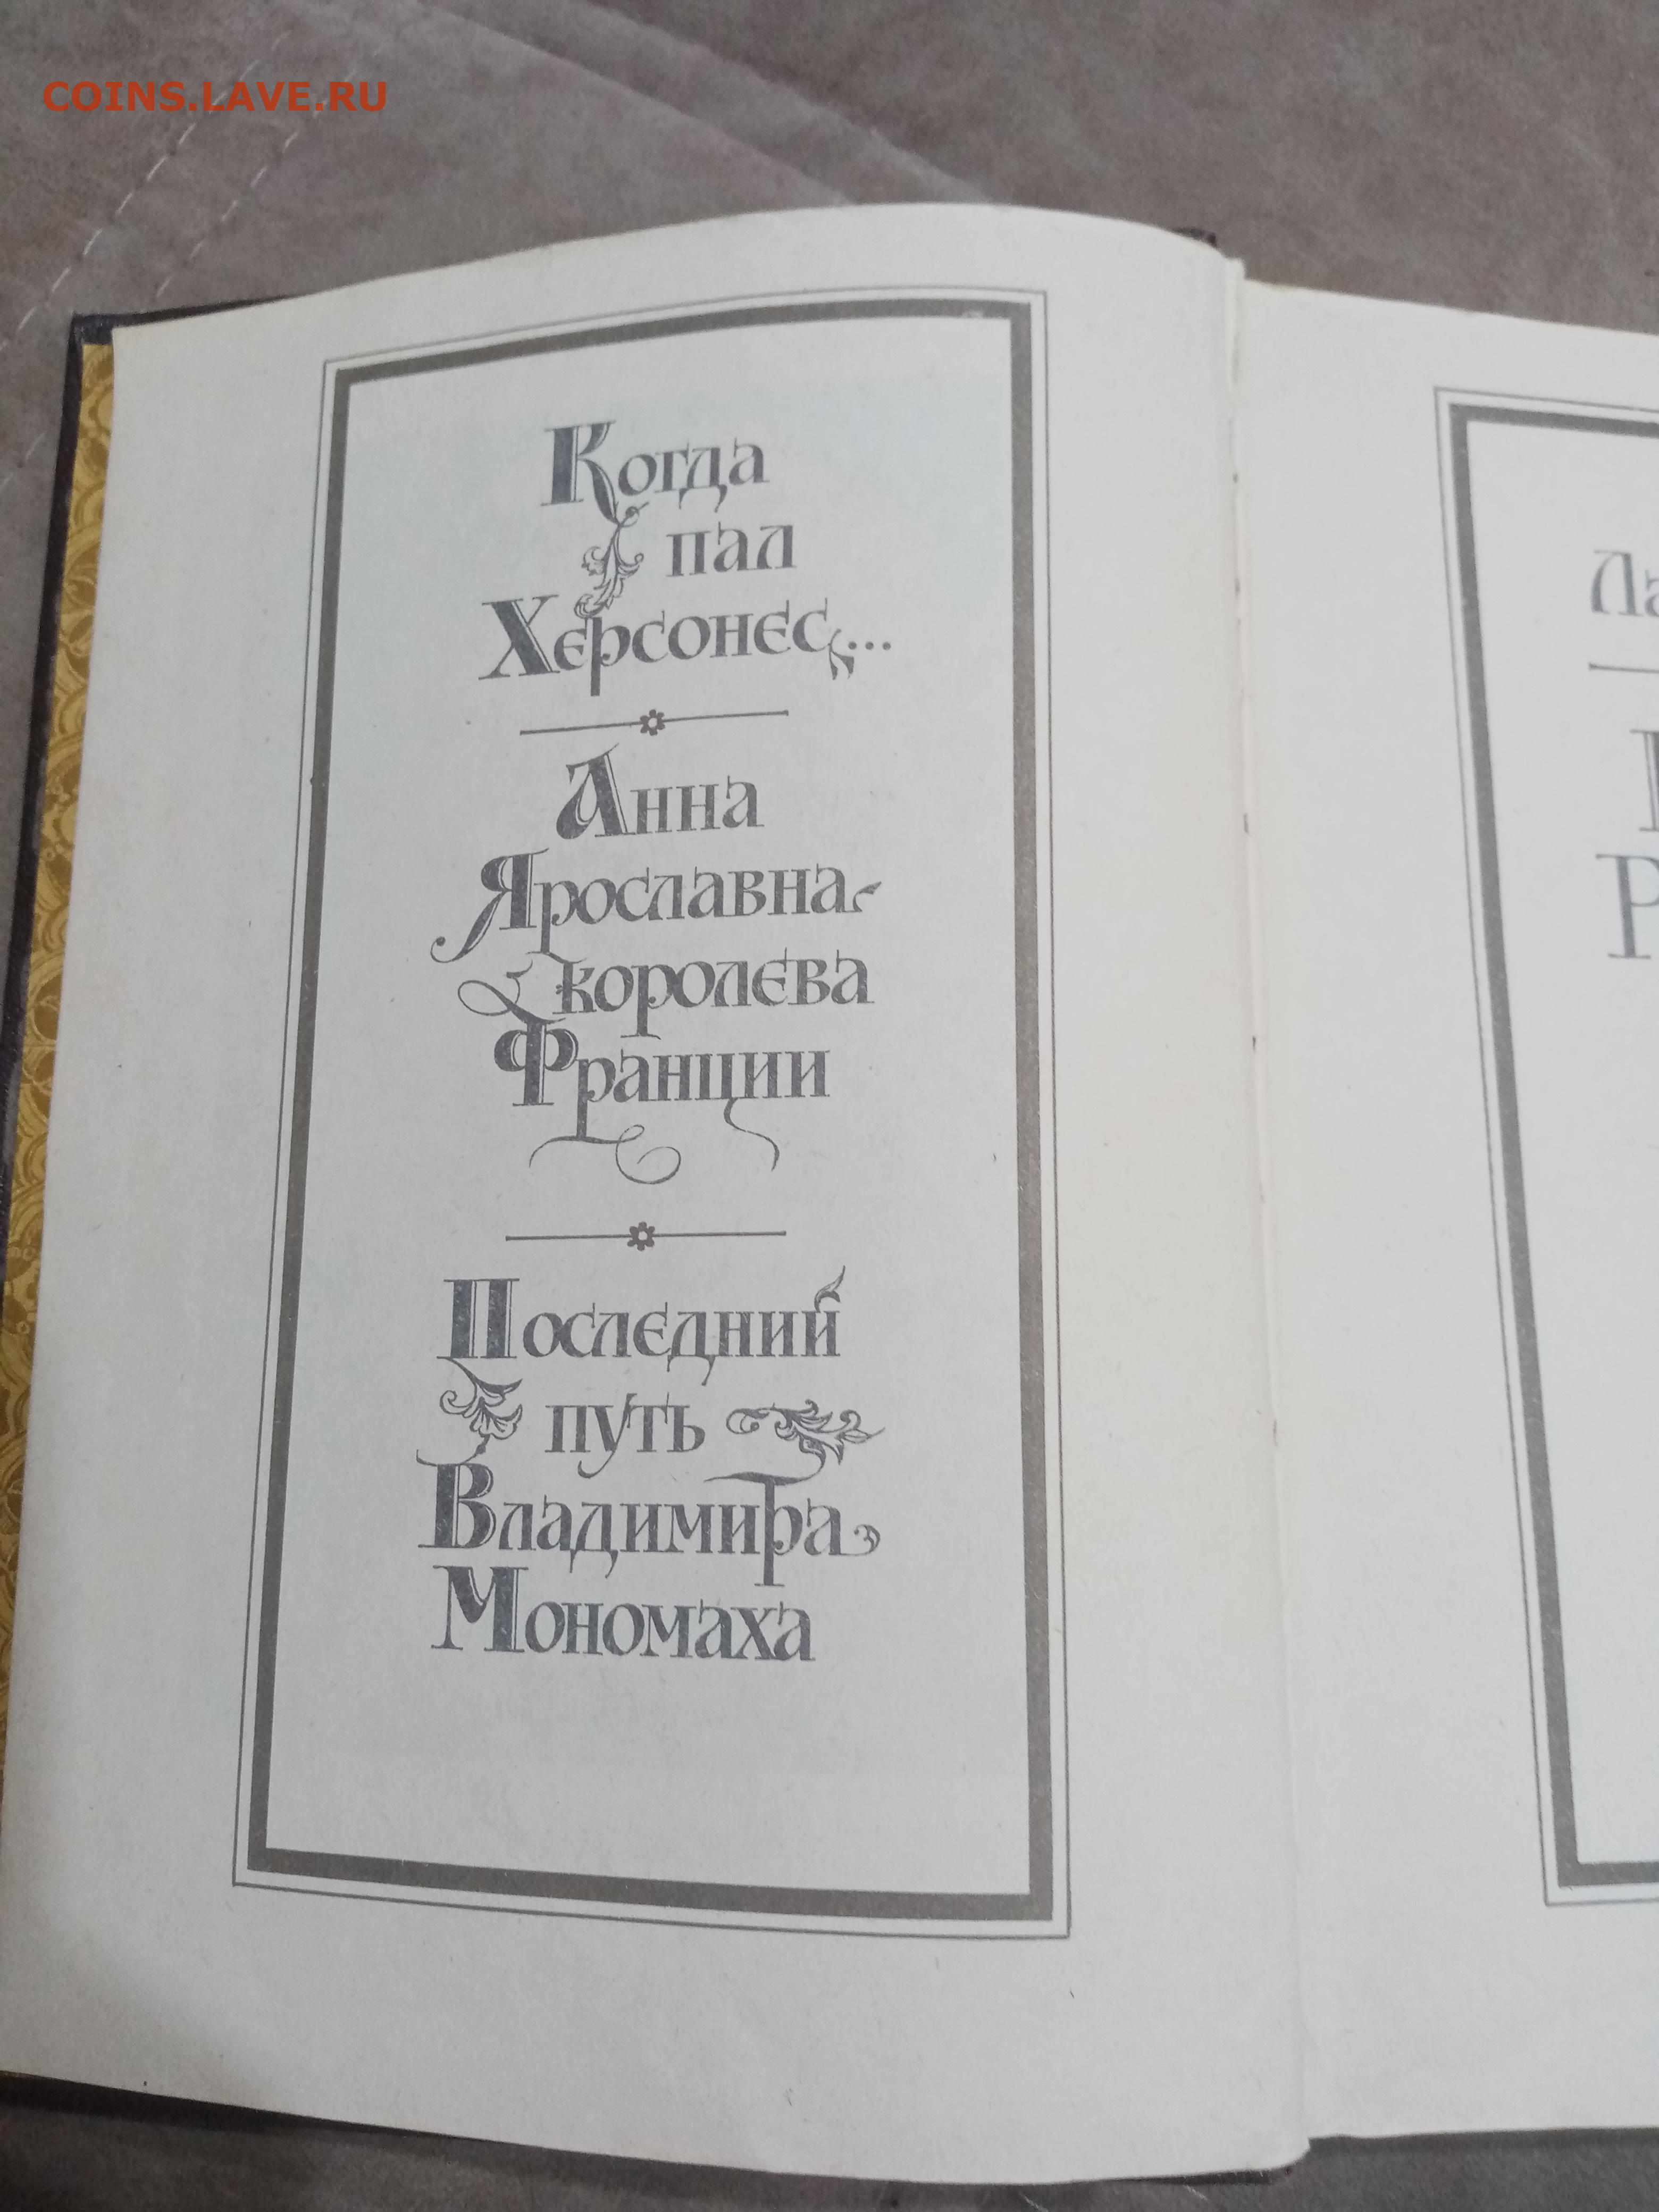 COINS.LAVE.RU
Когда
пал
Херсонес...
Анна
Ярославна-
королева
Франции
Последний
путь
Владимира
Мономаха